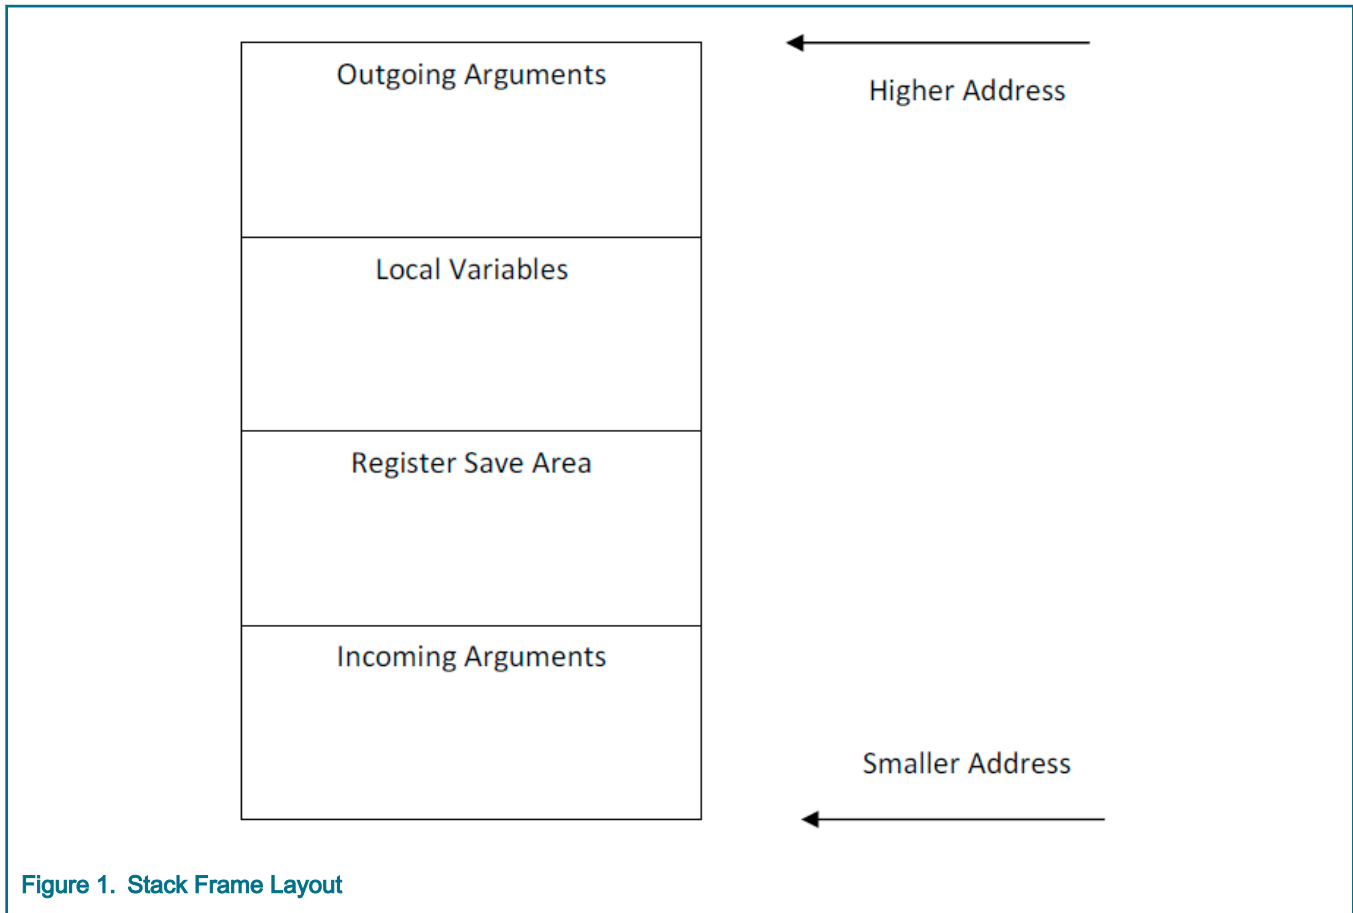 Outgoing Arguments
Higher Address
Local Variables
Register Save Area
Incoming Arguments
Smaller Address
Figure 1. Stack Frame Layout